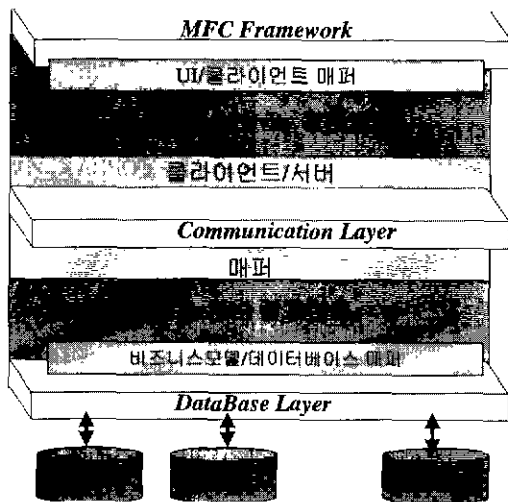 MFC Framework
UI/클라이언트 매퍼
클라이언트/서버
Communication Layer
매퍼
비즈니스모델/데이터베이스 매퍼
DataBase Layer